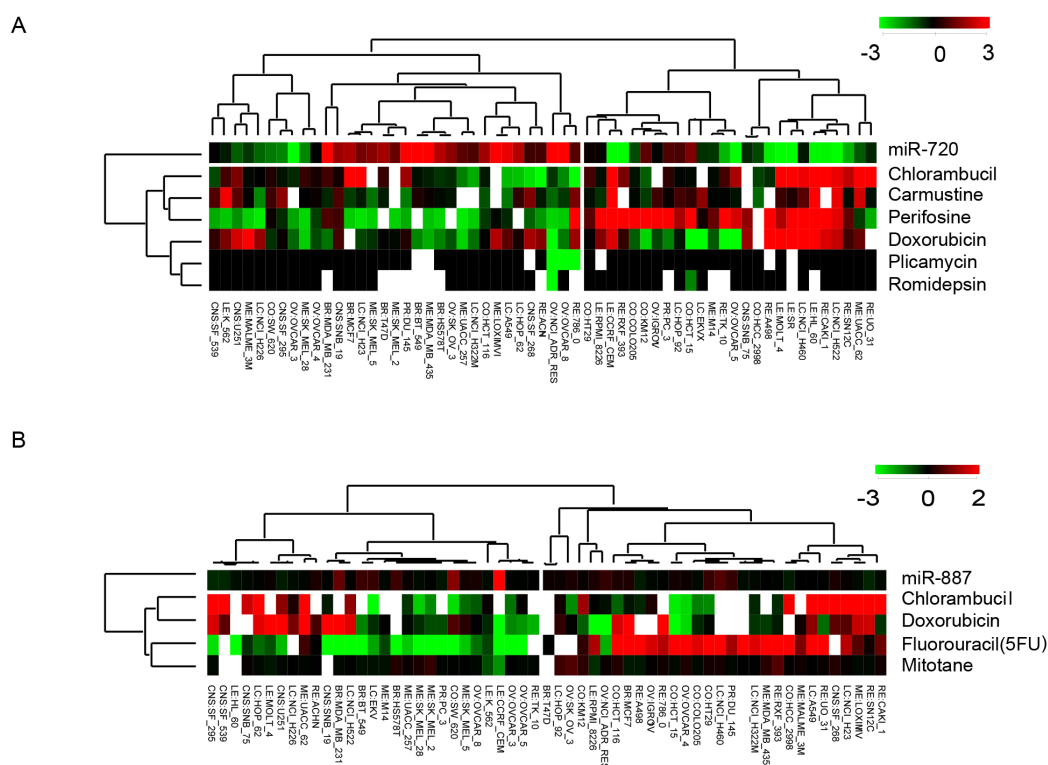 A
-3 0 3
miR-720
Chlorambucil
Carmustine
Perifosine
Doxorubicin
Plicamycin
Romidepsin
CNS:SF_539
LE:K_562
CNS:U251
ME:MALME_3M
LC:NCI_H226
CO:SW_620
CNS:SF_295
OV:OVCAR_3
ME:SK_MEL_28
OV:OVCAR_4
BR:MDA_MB_231
CNS:SNB_19
BR:MCF7
LC:NCI_H23
ME:SK_MEL_5
BR:T47D
ME:SK_MEL_2
PR:DU_145
BR:BT_549
ME:MDA_MB_435
BR:HS578T
OV:SK_OV_3
ME:UACC_257
LC:NCI_H322M
CO:HCT_116
ME:LOXIMVI
LC:A549
LC:HOP_62
CNS:SF_268
RE:ACN
OV:NCI_ADR_RES
OV:OVCAR_8
RE:786_0
CO:HT29
LE:RPMI_8226
LE:CCRF_CEM
RE:RXF_393
CO:COLO205
CO:KM12
OV:IGROV
PR:PC_3
LC:HOP_92
CO:HCT_15
LC:EKVX
ME:M14
RE:TK_10
OV:OVCAR_5
CNS:SNB_75
CO:HCC_2998
RE:A498
LE:MOLT_4
LE:SR
LC:NCI_H460
LE:HL_60
RE:CAKI_1
LC:NCI_H522
RE:SN12C
ME:UACC_62
RE:UO_31
B
-3 0 2
miR-887
Chlorambucil
Doxorubicin
Fluorouracil(5FU)
Mitotane
CNS:SF_295
CNS:SF_539
LE:HL_60
CNS:SNB_75
LC:HOP_62
LE:MOLT_4
CNS:U251
LC:NCI_H226
ME:UACC_62
RE:ACHN
CNS:SNB_19
BR:MDA_MB_231
LC:NCI_H522
BR:BT_549
LC:EKV
ME:M14
BR:HS578T
ME:UACC_257
ME:SK_MEL_28
ME:SK_MEL_2
PR:PC_3
CO:SW_620
ME:SK_MEL_5
OV:OVCAR_8
LE:K_562
LE:CCRF_CEM
OV:OVCAR_3
OV:OVCAR_5
RE:TK_10
BR:T47D
LC:HOP_92
OV:SK_OV_3
CO:KM12
LE:RPMI_8226
OV:NCI_ADR_RES
CO:HCT_116
BR:MCF7
RE:A498
OV:IGROV
RE:786_0
CO:HCT_15
OV:OVCAR_4
CO:COLO205
CO:HT29
LC:NCI_H460
PR:DU_145
LC:NCI_H322M
ME:MDA_MB_435
RE:RXF_393
CO:HCC_2998
ME:MALME_3M
LC:A549
RE:UO_31
CNS:SF_268
LC:NCI_H23
ME:LOXIMV
RE:SN12C
RE:CAKI_1